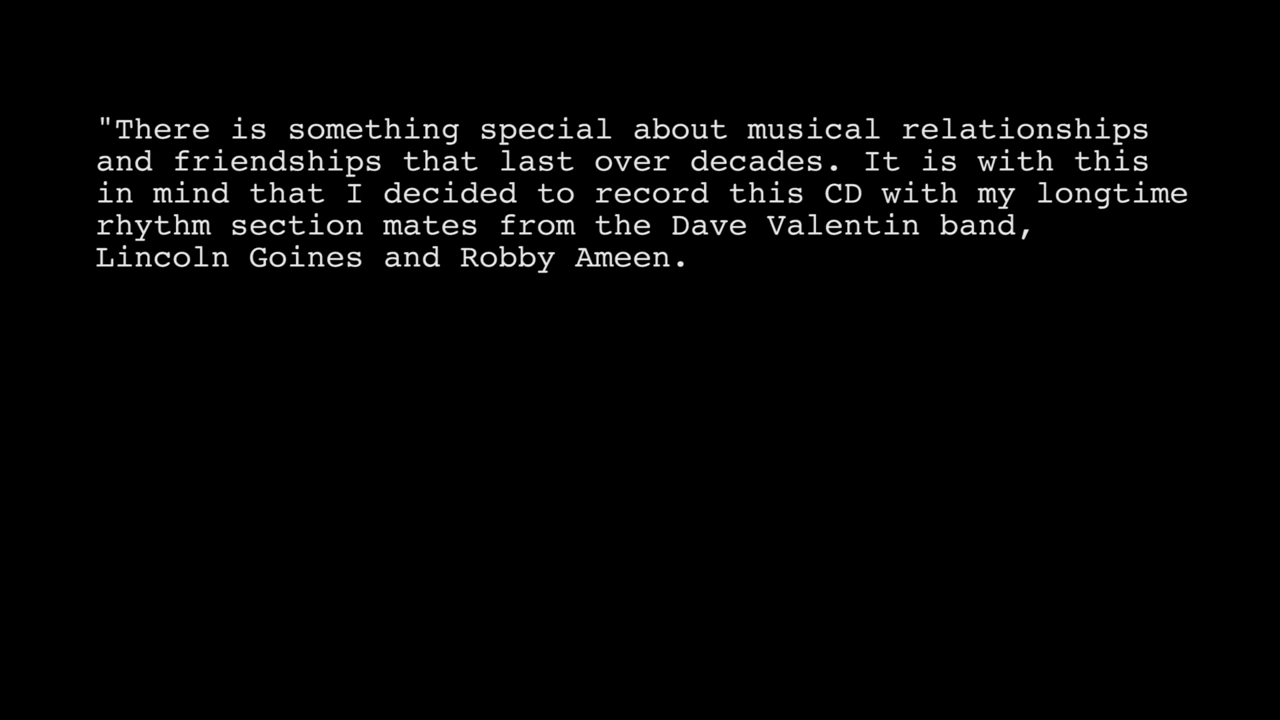 "There is something special about musical relationships
and friendships that last over decades. It is with this
in mind that I decided to record this CD with my longtime
rhythm section mates from the Dave Valentin band,
Lincoln Goines and Robby Ameen.